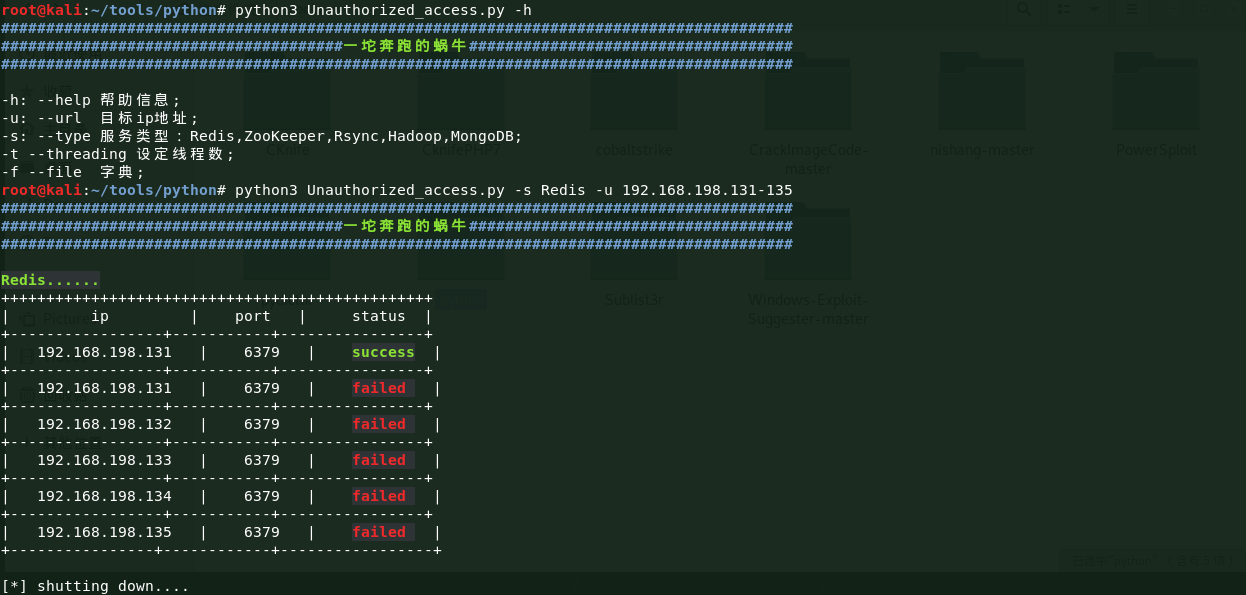 root@kali:~/tools/python# python3 Unauthorized_access.py -h
########################################################################################
######################################一坨奔跑的蜗牛####################################
########################################################################################
-h: --help 帮助信息;
-u: --url 目标ip地址;
-s: --type 服务类型：Redis,ZooKeeper,Rsync,Hadoop,MongoDB;
-t --threading 设定线程数;
-f --file 字典;
root@kali:~/tools/python# python3 Unauthorized_access.py -s Redis -u 192.168.198.131-135
########################################################################################
######################################一坨奔跑的蜗牛####################################
########################################################################################
Redis......
++++++++++++++++++++++++++++++++++++++++++++++++
| ip | port | status |
+-----------------+-----------+----------------+
| 192.168.198.131 | 6379 | success |
+-----------------+-----------+----------------+
| 192.168.198.131 | 6379 | failed |
+-----------------+-----------+----------------+
| 192.168.198.132 | 6379 | failed |
+-----------------+-----------+----------------+
| 192.168.198.133 | 6379 | failed |
+-----------------+-----------+----------------+
| 192.168.198.134 | 6379 | failed |
+-----------------+-----------+----------------+
| 192.168.198.135 | 6379 | failed |
+----------------+------------+-----------------+
[*] shutting down....
CKnife
CknifePHP7
cobaltstrike
CrackImageCode-master
nishang-master
PowerSploit
Sublist3r
Windows-Exploit-Suggester-master